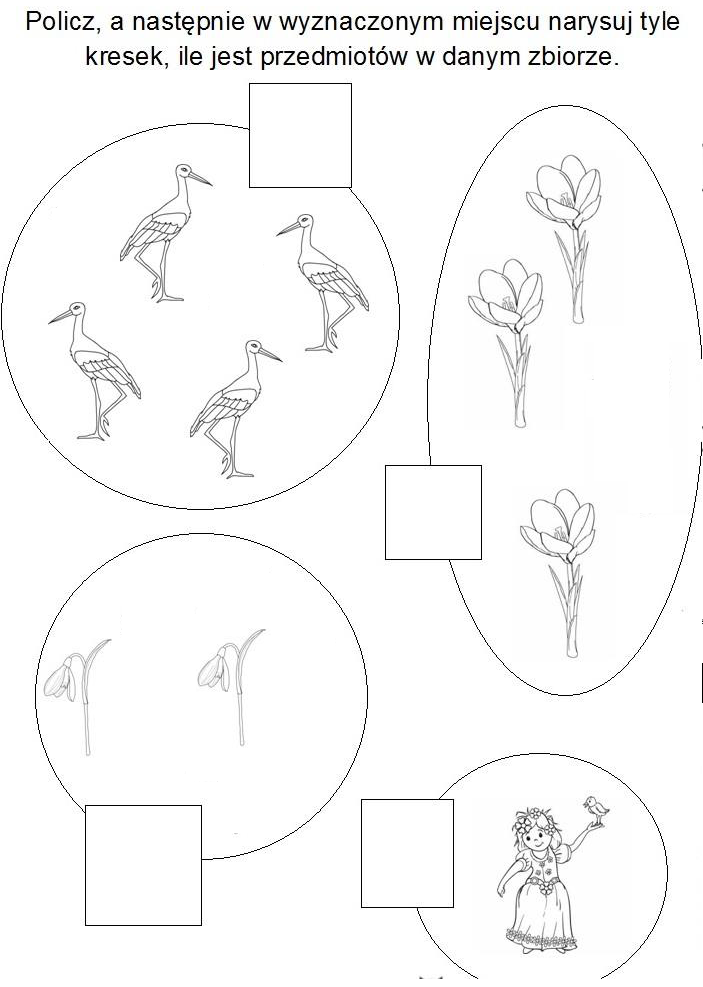 Policz, a następnie w wyznaczonym miejscu narysuj tyle
kresek, ile jest przedmiotów w danym zbiorze.